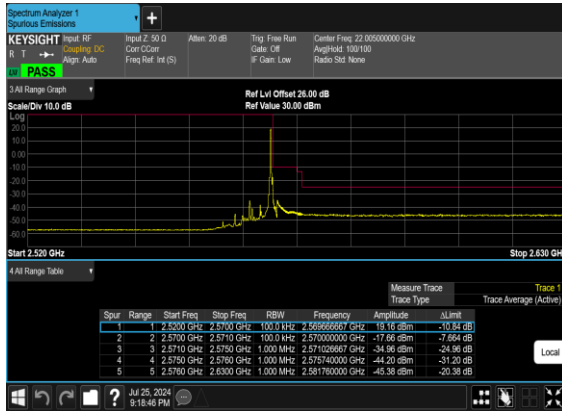 Spectrum Analyzer 1
Spurious Emissions
+
KEYSIGHT Input: RF Input Z: 50 Ω Atten: 20 dB Trig: Free Run Center Freq: 22.005000000 GHz
R T Coupling: DC Corr CCorr Gate: Off Avg|Hold: 100/100
Align: Auto Freq Ref: Int (S) IF Gain: Low Radio Std: None
PASS
3 All Range Graph
Ref Lvl Offset 26.00 dB
Scale/Div 10.0 dB Ref Value 30.00 dBm
Log
20.0
10.0
0.00
-10.0
-20.0
-30.0
-40.0
-50.0
-60.0
Start 2.520 GHz Stop 2.630 GHz
4 All Range Table
Measure Trace Trace 1
Trace Type Trace Average (Active)
Spur Range Start Freq Stop Freq RBW Frequency Amplitude ΔLimit
1 1 2.5200 GHz 2.5700 GHz 100.0 kHz 2.569666667 GHz 19.16 dBm -10.84 dB
2 2 2.5700 GHz 2.5710 GHz 100.0 kHz 2.570000000 GHz -17.66 dBm -7.664 dB
3 3 2.5710 GHz 2.5750 GHz 1.000 MHz 2.571026667 GHz -34.96 dBm -24.96 dB
4 4 2.5750 GHz 2.5760 GHz 1.000 MHz 2.575740000 GHz -44.20 dBm -31.20 dB
5 5 2.5760 GHz 2.6300 GHz 1.000 MHz 2.581760000 GHz -45.38 dBm -20.38 dB
Local
? Jul 25, 2024
9:18:46 PM